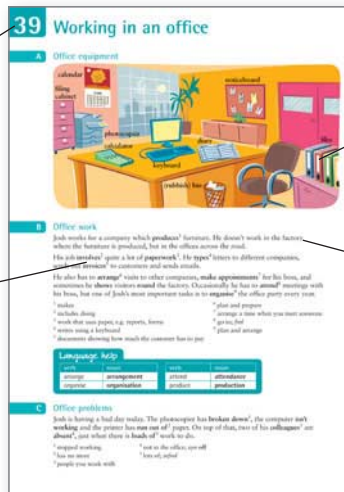 39 Working in an office
A Office equipment
calendar
noticeboard
filing
cabinet
files
photocopier
diary
calculator
keyboard
(rubbish) bin
B Office work
Josh works for a company which produces¹ furniture. He doesn't work in the factory
where the furniture is produced, but in the offices across the road.
His job involves² quite a lot of paperwork³. He types⁴ letters to different companies,
invoices⁵ to customers and sends emails.
He also has to arrange⁶ visits to other companies, make appointments⁷ for his boss, and
sometimes he shows visitors round the factory. Occasionally he has to attend⁸ meetings with
his boss, but one of Josh's most important tasks is to organise⁹ the office party every year.
¹ makes
⁶ plan and prepare
² includes doing
⁷ arrange a time when you meet someone
³ work that uses paper, e.g. reports, letters
⁸ go to; fml
⁴ writes using a keyboard
⁹ plan and arrange
⁵ documents showing how much the customer has to pay
Language help
verb noun verb noun
arrange arrangement attend attendance
organise organisation produce production
C Office problems
Josh is having a bad day today. The photocopier has broken down¹, the computer isn't
working and the printer has run out of² paper. On top of that, two of his colleagues³ are
absent⁴, just when there is loads of⁵ work to do.
¹ stopped working
⁴ not in the office; syn off
² has no more
⁵ lots of; infml
³ people you work with